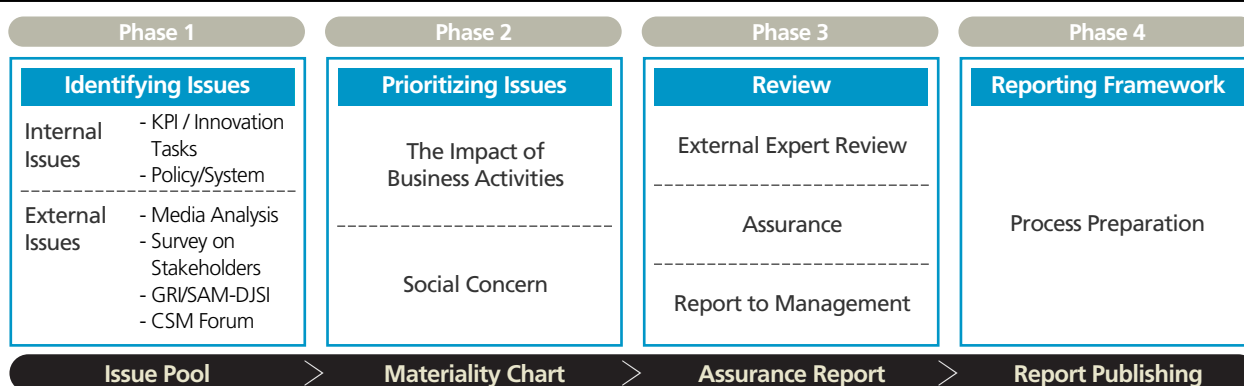 Phase 1
Identifying Issues
Internal
Issues
- KPI / Innovation
Tasks
- Policy/System
External
Issues
- Media Analysis
- Survey on
Stakeholders
- GRI/SAM-DJSI
- CSM Forum
Phase 2
Prioritizing Issues
The Impact of
Business Activities
Social Concern
Phase 3
Review
External Expert Review
Assurance
Report to Management
Phase 4
Reporting Framework
Process Preparation
Issue Pool > Materiality Chart > Assurance Report > Report Publishing